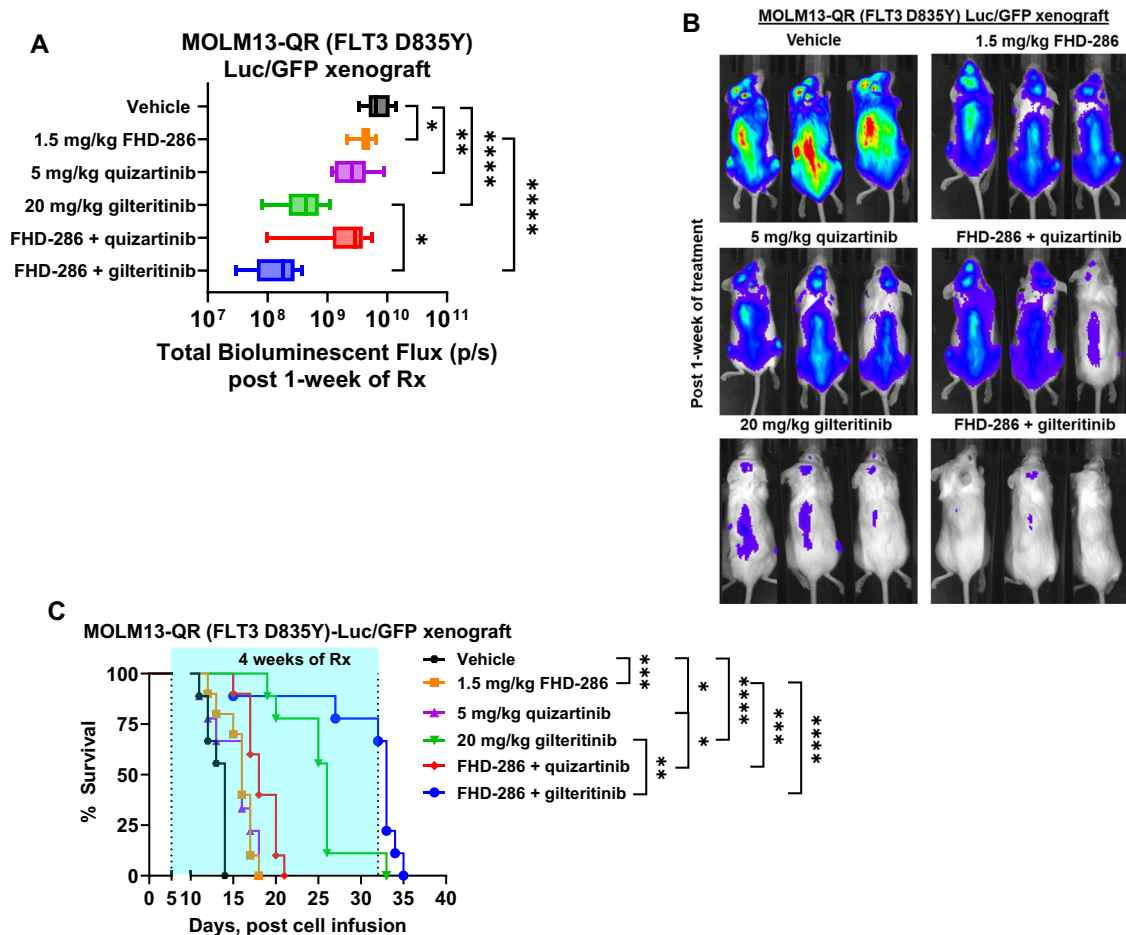 A
MOLM13-QR (FLT3 D835Y)
Luc/GFP xenograft
Vehicle
1.5 mg/kg FHD-286
5 mg/kg quizartinib
20 mg/kg gilteritinib
FHD-286 + quizartinib
FHD-286 + gilteritinib
*
**
****
****
*
10⁷ 10⁸ 10⁹ 10¹⁰ 10¹¹
Total Bioluminescent Flux (p/s)
post 1-week of Rx
B
MOLM13-QR (FLT3 D835Y) Luc/GFP xenograft
Vehicle 1.5 mg/kg FHD-286
5 mg/kg quizartinib FHD-286 + quizartinib
20 mg/kg gilteritinib FHD-286 + gilteritinib
Post 1-week of treatment
C
MOLM13-QR (FLT3 D835Y)-Luc/GFP xenograft
4 weeks of Rx
% Survival
100
75
50
25
0
0 5 10 15 20 25 30 35 40
Days, post cell infusion
Vehicle
1.5 mg/kg FHD-286
5 mg/kg quizartinib
20 mg/kg gilteritinib
FHD-286 + quizartinib
FHD-286 + gilteritinib
***
**
*
*
****
***
****